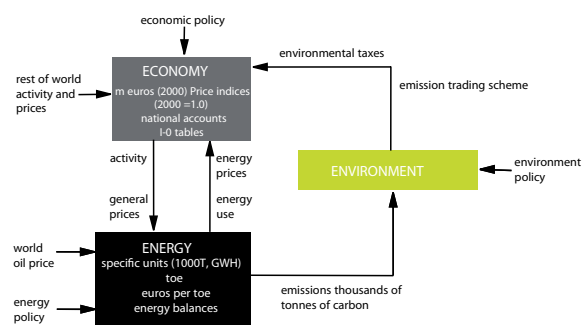 economic policy
environmental taxes
ECONOMY
m euros (2000) Price indices
(2000 =1.0)
national accounts
I-0 tables
rest of world
activity and
prices
emission trading scheme
activity
energy
prices
general
prices
energy
use
ENVIRONMENT
environment
policy
world
oil price
ENERGY
specific units (1000T, GWH)
toe
euros per toe
energy balances
energy
policy
emissions thousands of
tonnes of carbon